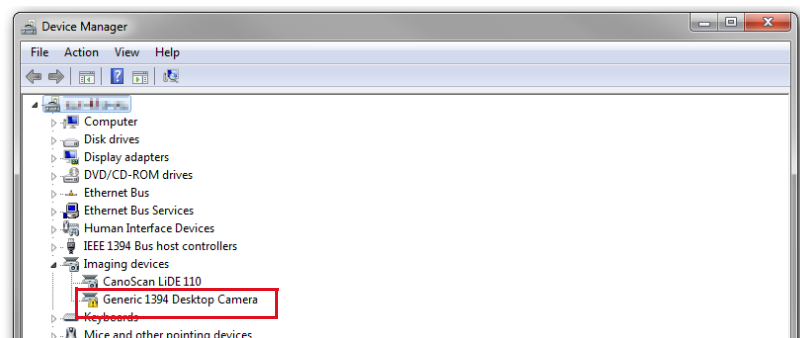 Device Manager
File Action View Help
Computer
Disk drives
Display adapters
DVD/CD-ROM drives
Ethernet Bus
Ethernet Bus Services
Human Interface Devices
IEEE 1394 Bus host controllers
Imaging devices
CanoScan LiDE 110
Generic 1394 Desktop Camera
Keyboards
Mice and other pointing devices